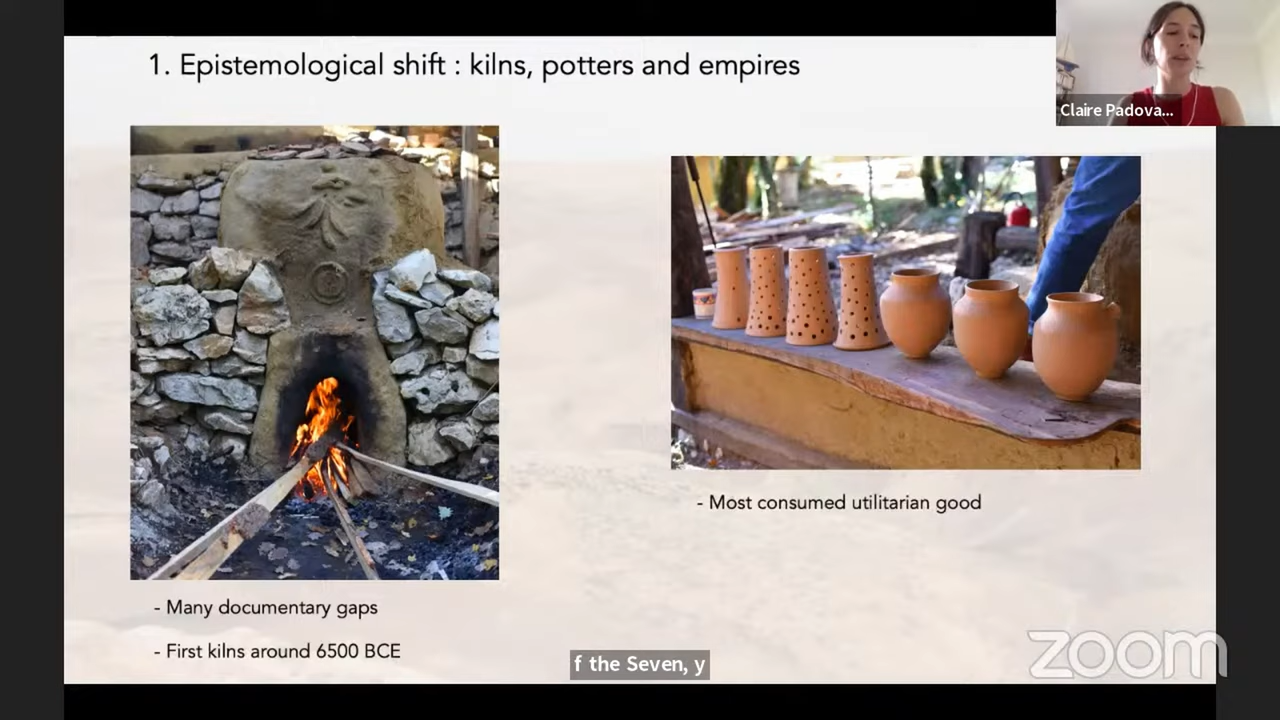 1. Epistemological shift : kilns, potters and empires
Claire Padova...
- Most consumed utilitarian good
- Many documentary gaps
- First kilns around 6500 BCE
f the Seven, y
zoom